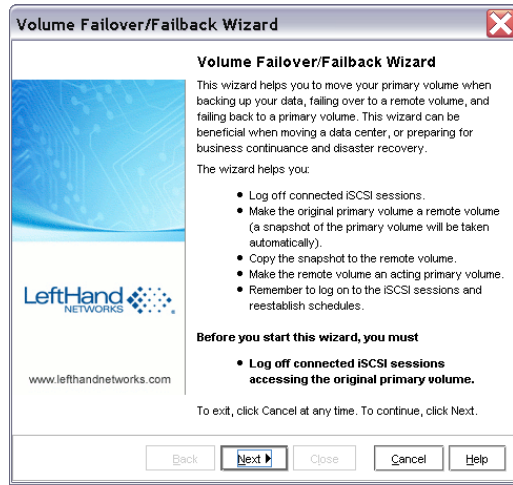 Volume Failover/Failback Wizard
Volume Failover/Failback Wizard
This wizard helps you to move your primary volume when
backing up your data, failing over to a remote volume, and
failing back to a primary volume. This wizard can be
beneficial when moving a data center, or preparing for
business continuance and disaster recovery.
The wizard helps you:
● Log off connected iSCSI sessions.
● Make the original primary volume a remote volume
(a snapshot of the primary volume will be taken
automatically).
● Copy the snapshot to the remote volume.
● Make the remote volume an acting primary volume.
● Remember to log on to the iSCSI sessions and
reestablish schedules.
Before you start this wizard, you must
● Log off connected iSCSI sessions
accessing the original primary volume.
To exit, click Cancel at any time. To continue, click Next.
LeftHand
NETWORKS
www.lefthandnetworks.com
Back
Next
Close
Cancel
Help